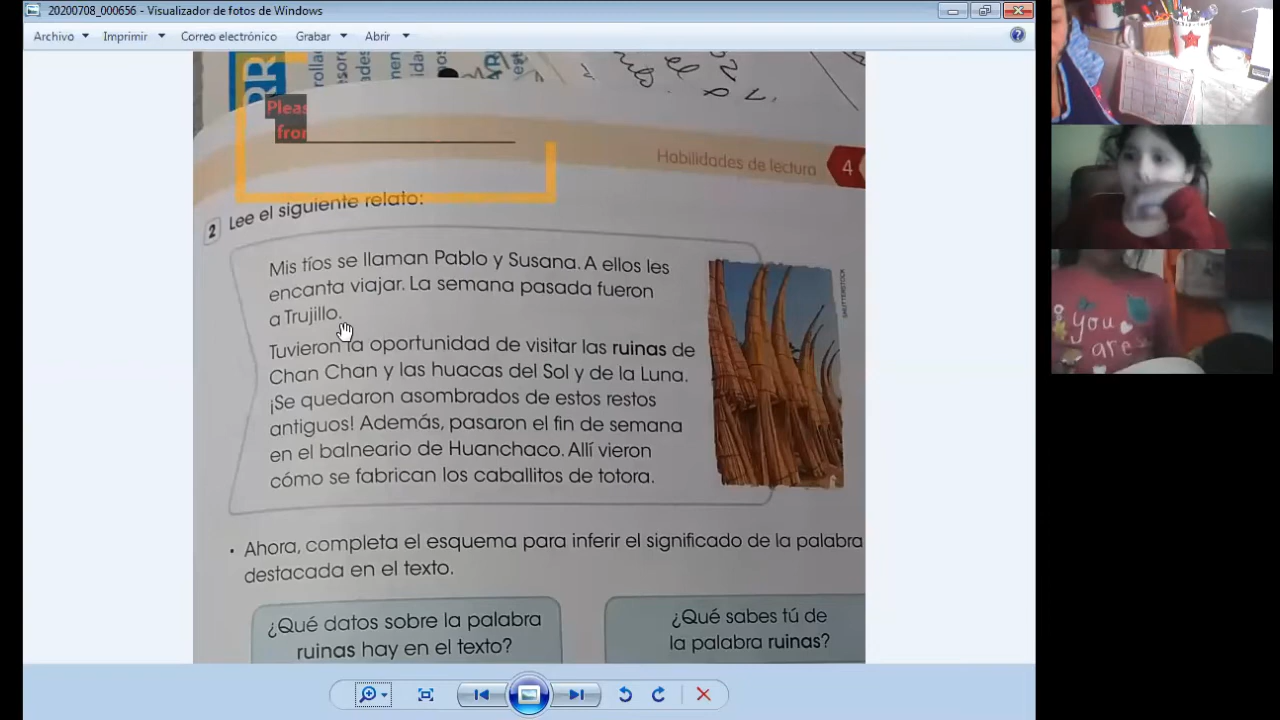 20200708_000656 - Visualizador de fotos de Windows
Archivo Imprimir Correo electrónico Grabar Abrir
Habilidades de lectura 4
2 Lee el siguiente relato:
Mis tíos se llaman Pablo y Susana. A ellos les
encanta viajar. La semana pasada fueron
a Trujillo.
Tuvieron la oportunidad de visitar las ruinas de
Chan Chan y las huacas del Sol y de la Luna.
¡Se quedaron asombrados de estos restos
antiguos! Además, pasaron el fin de semana
en el balneario de Huanchaco. Allí vieron
cómo se fabrican los caballitos de totora.
SHUTTERSTOCK
• Ahora, completa el esquema para inferir el significado de la palabra
destacada en el texto.
¿Qué datos sobre la palabra
ruinas hay en el texto?
¿Qué sabes tú de
la palabra ruinas?
you
are